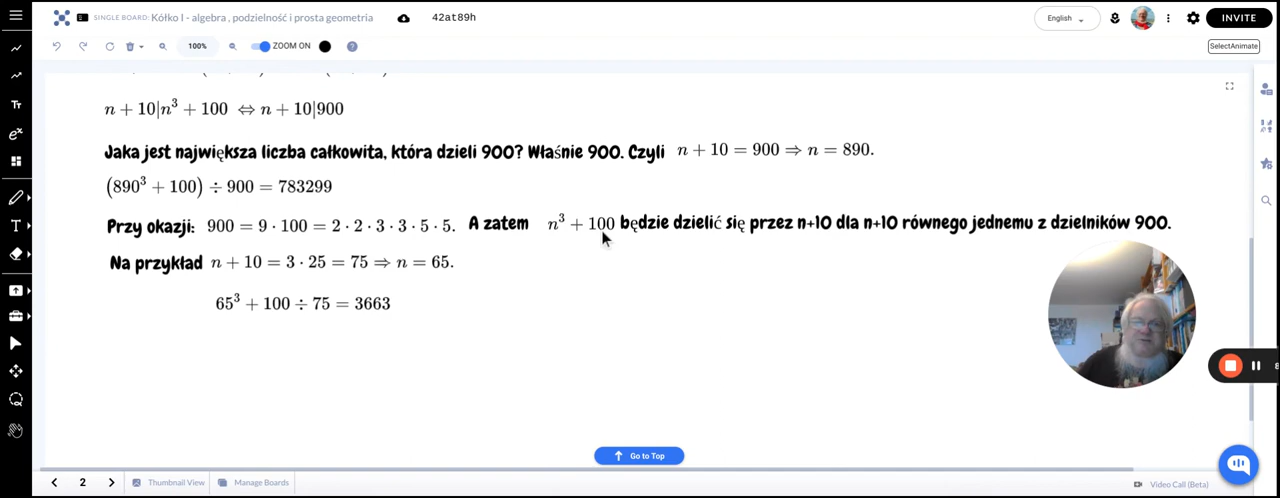 SINGLE BOARD: Kółko I - algebra , podzielność i prosta geometria 42at89h English INVITE
100% ZOOM ON SelectAnimate
n + 10|n³ + 100 ⇔ n + 10|900
Jaka jest największa liczba całkowita, która dzieli 900? Właśnie 900. Czyli n + 10 = 900 ⇒ n = 890.
(890³ + 100) ÷ 900 = 783299
Przy okazji: 900 = 9 · 100 = 2 · 2 · 3 · 3 · 5 · 5. A zatem n³ + 100 będzie dzielić się przez n+10 dla n+10 równego jednemu z dzielników 900.
Na przykład n + 10 = 3 · 25 = 75 ⇒ n = 65.
65³ + 100 ÷ 75 = 3663
Go to Top
2 Thumbnail View Manage Boards Video Call (Beta)